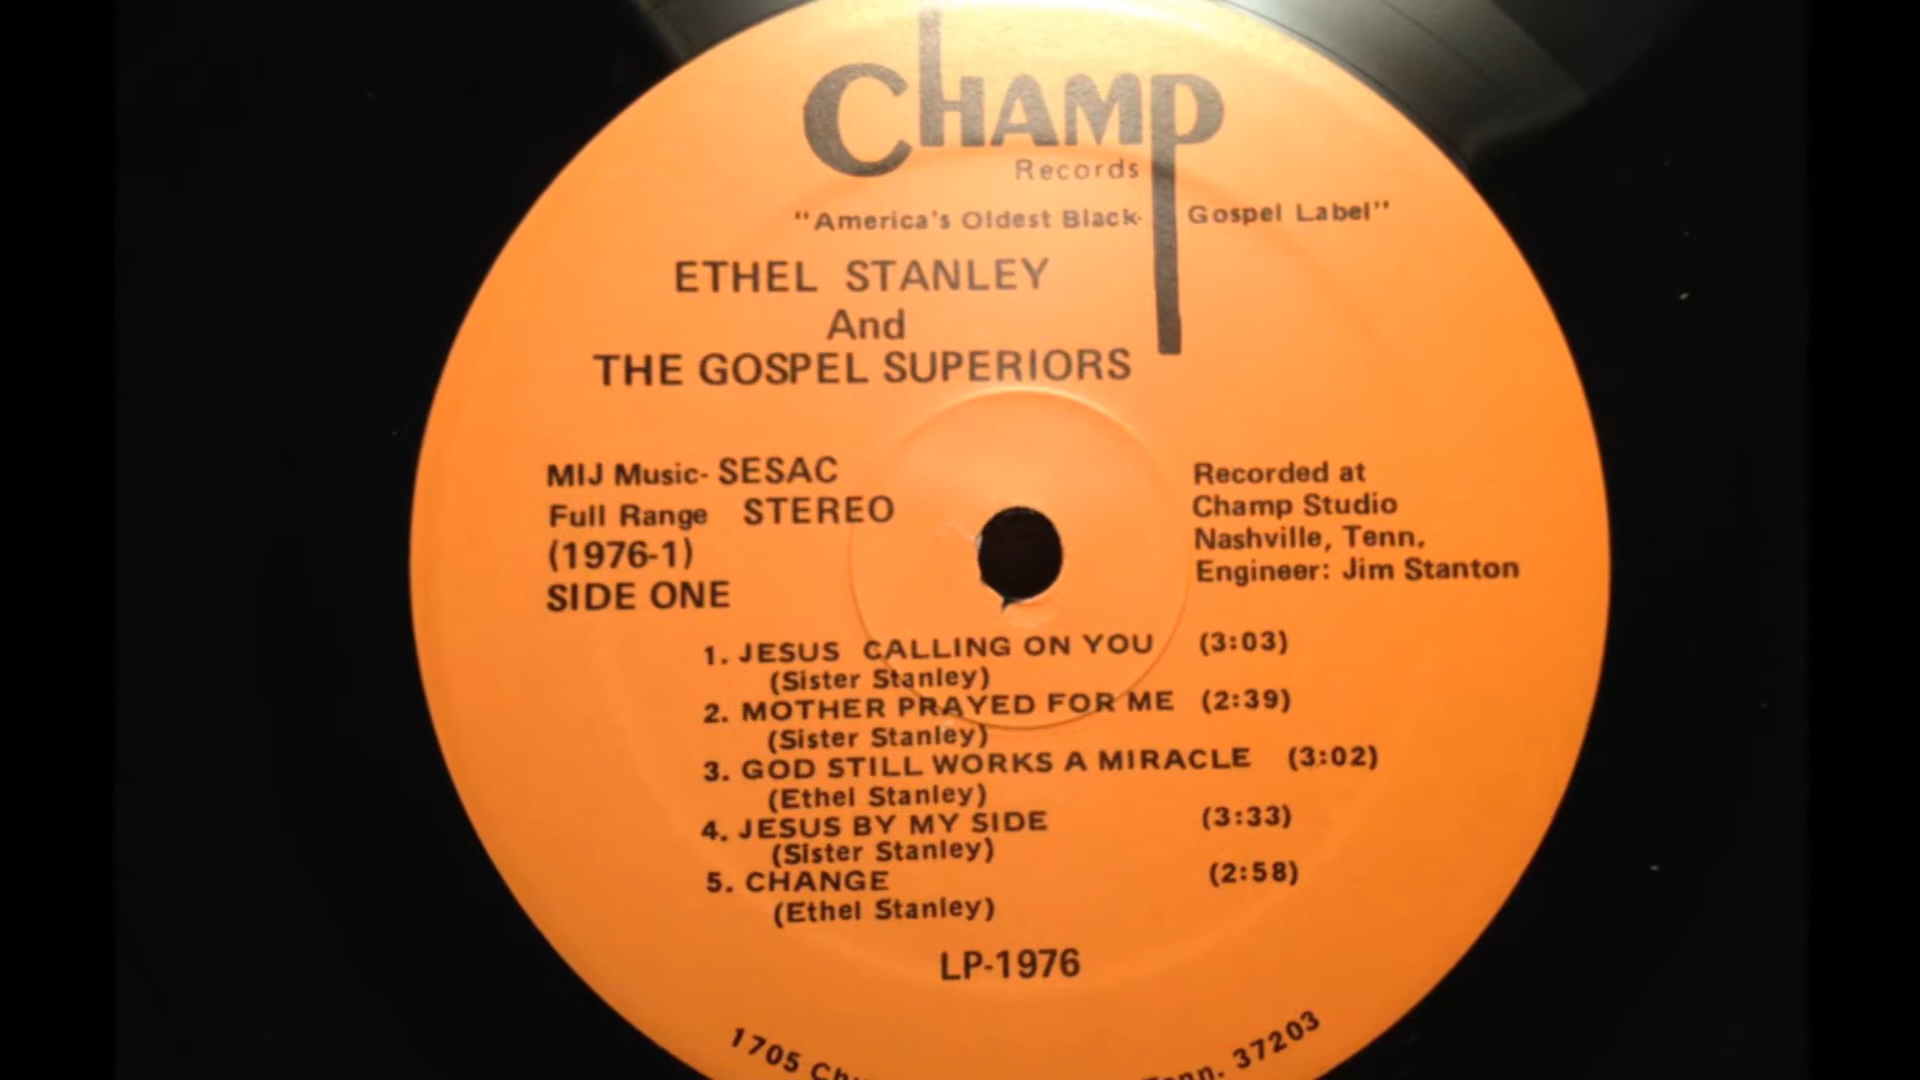 CHAMP
Records
"America's Oldest Black- Gospel Label"
ETHEL STANLEY
And
THE GOSPEL SUPERIORS
MIJ Music- SESAC
Full Range STEREO
(1976-1)
SIDE ONE
Recorded at
Champ Studio
Nashville, Tenn.
Engineer: Jim Stanton
1. JESUS CALLING ON YOU (3:03)
(Sister Stanley)
2. MOTHER PRAYED FOR ME (2:39)
(Sister Stanley)
3. GOD STILL WORKS A MIRACLE (3:02)
(Ethel Stanley)
4. JESUS BY MY SIDE (3:33)
(Sister Stanley)
5. CHANGE (2:58)
(Ethel Stanley)
LP-1976
1705 Tenn. 37203